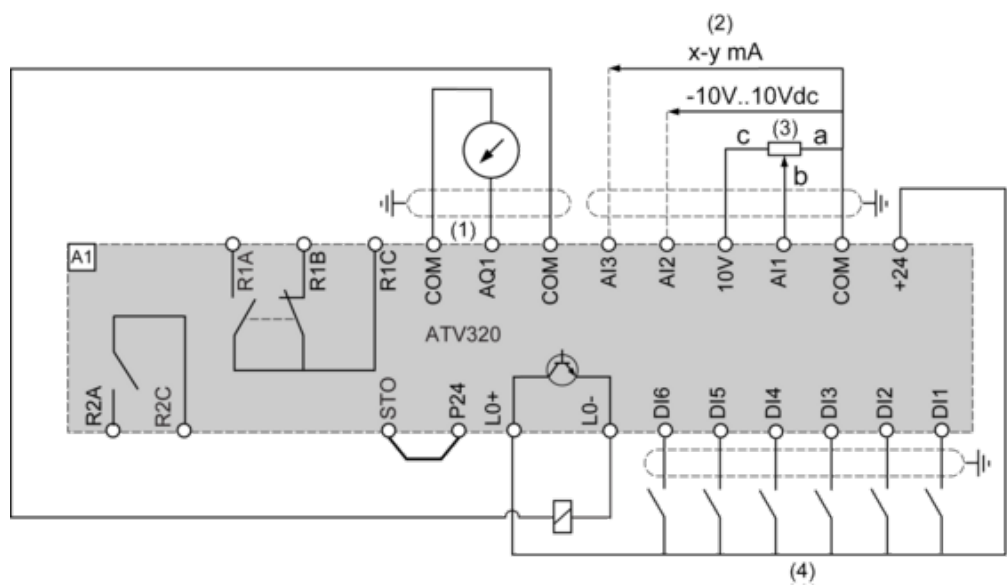 (2)
x-y mA
-10V..10Vdc
c (3) a
b
(1)
A1
R1A R1B R1C COM AQ1 COM AI3 AI2 10V AI1 COM +24
ATV320
R2A R2C STO P24 L0+ L0- DI6 DI5 DI4 DI3 DI2 DI1
(4)